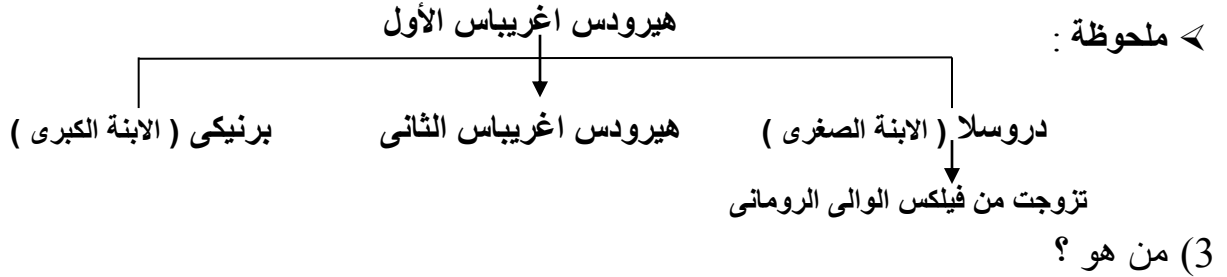 ➢ ملحوظة :
هيرودس اغريباس الأول
دروسلا ( الابنة الصغرى ) هيرودس اغريباس الثانى برنيكى ( الابنة الكبرى )
تزوجت من فيلكس الوالى الرومانى
3) من هو ؟